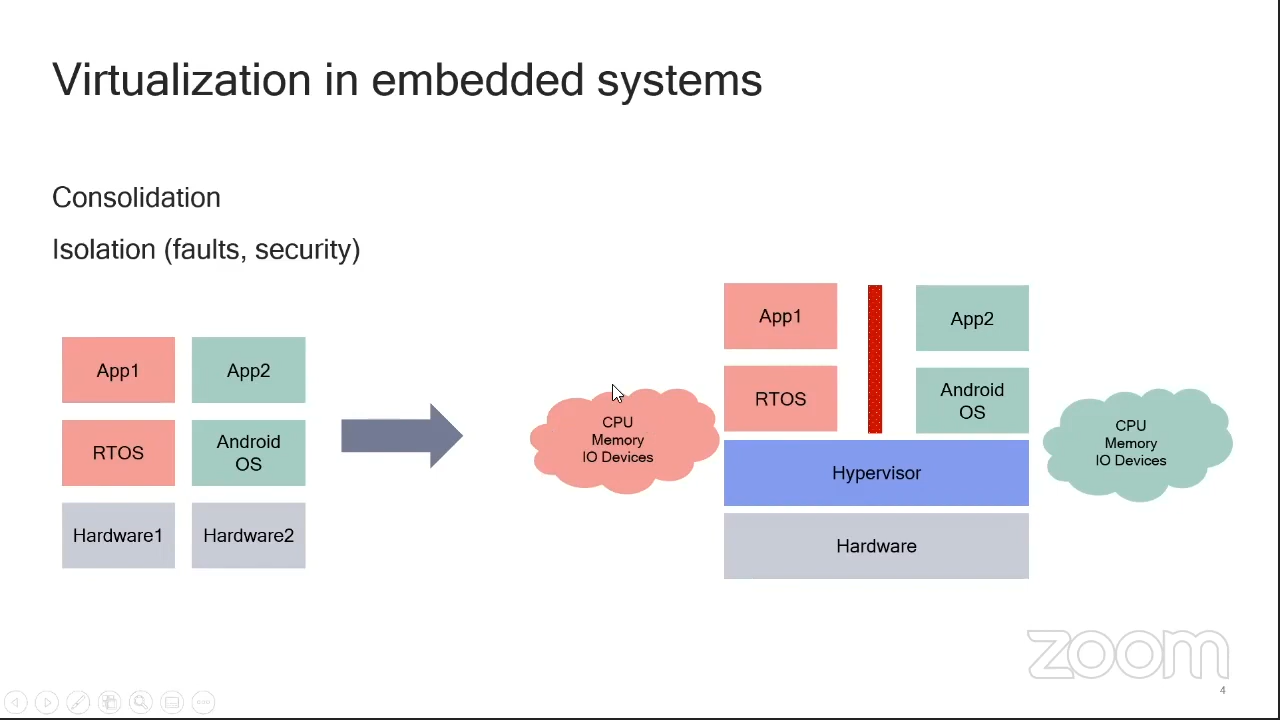 Virtualization in embedded systems
Consolidation
Isolation (faults, security)
App1
App2
RTOS
Android
OS
Hardware1
Hardware2
CPU
Memory
IO Devices
App1
App2
RTOS
Android
OS
Hypervisor
Hardware
CPU
Memory
IO Devices
zoom
4